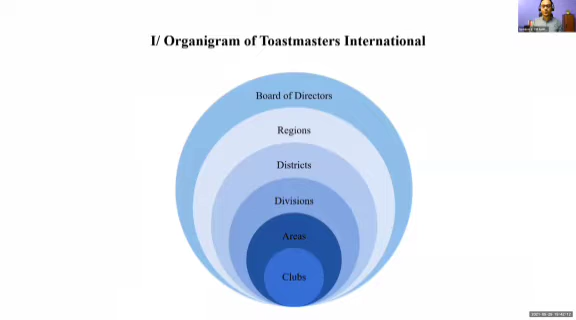 I/ Organigram of Toastmasters International
Board of Directors
Regions
Districts
Divisions
Areas
Clubs